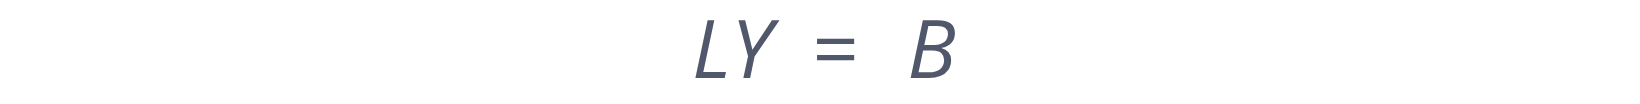 LY = B